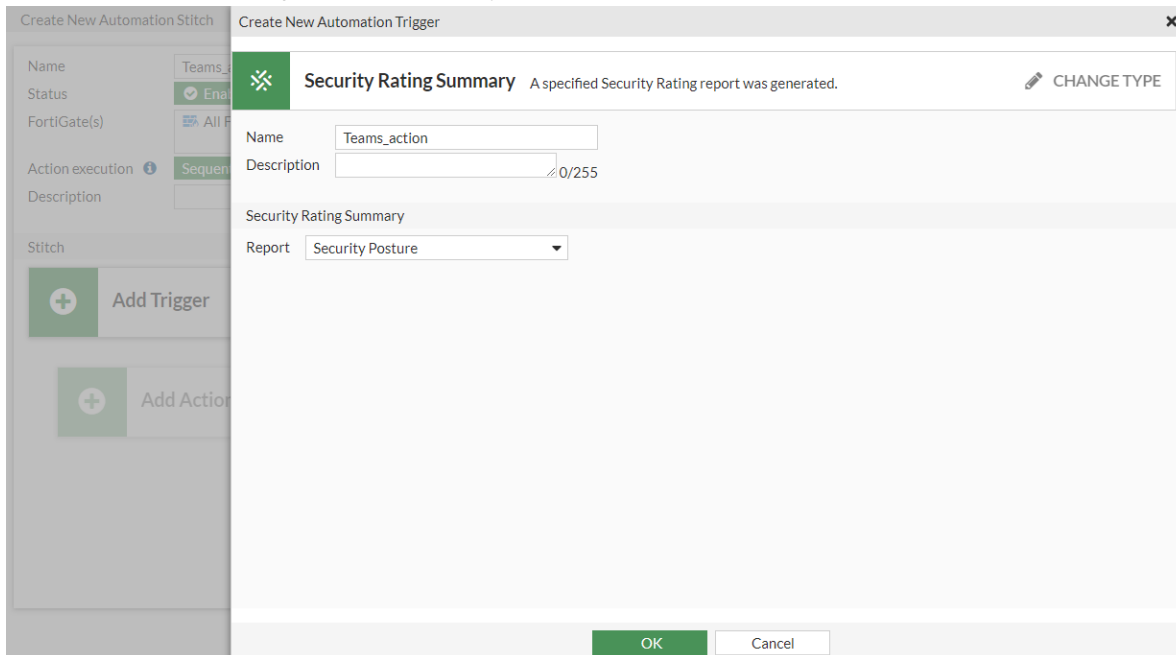 Create New Automation Stitch
Name Teams_
Status Ena
FortiGate(s) All F
Action execution Sequen
Description
Stitch
Add Trigger
Add Action
Create New Automation Trigger
Security Rating Summary A specified Security Rating report was generated.
CHANGE TYPE
Name Teams_action
Description 0/255
Security Rating Summary
Report Security Posture
OK Cancel